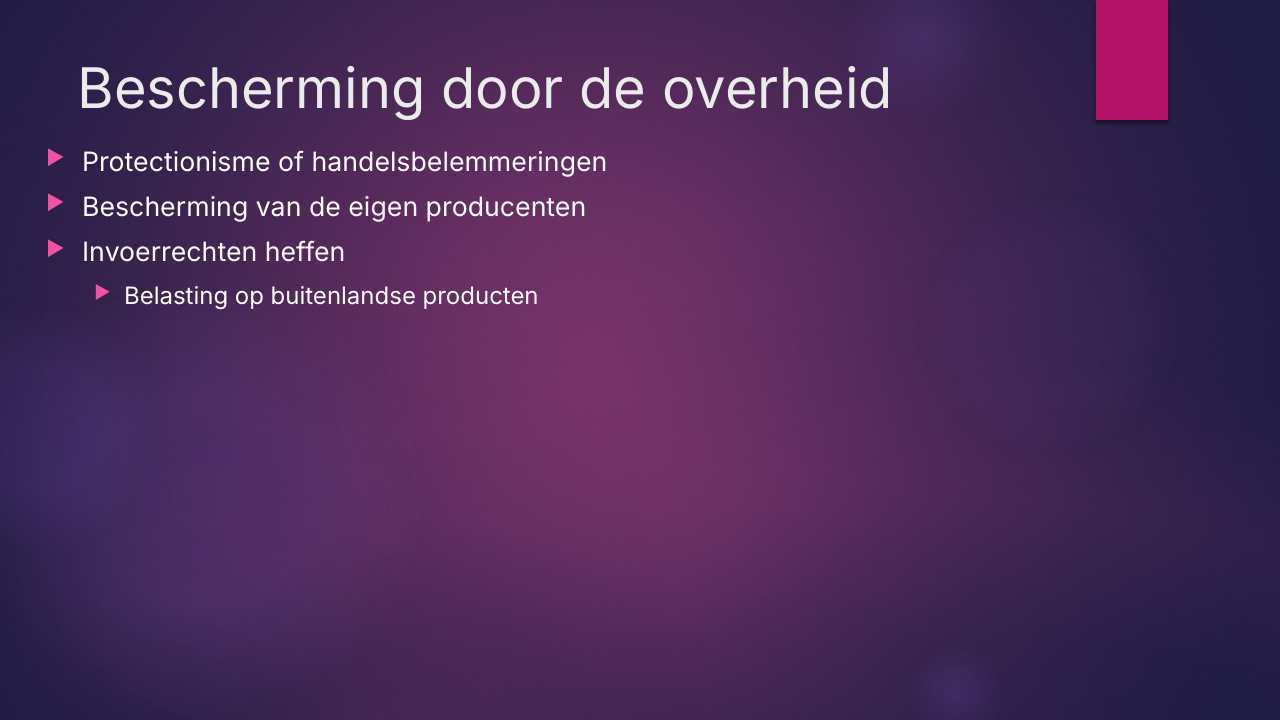 Bescherming door de overheid
Protectionisme of handelsbelemmeringen
Bescherming van de eigen producenten
Invoerrechten heffen
Belasting op buitenlandse producten